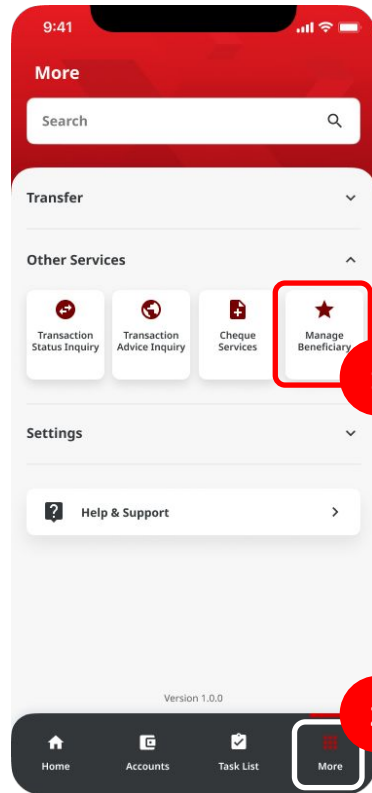 9:41
More
Search
Transfer
Other Services
Transaction
Status Inquiry
Transaction
Advice Inquiry
Cheque
Services
Manage
Beneficiary
Settings
Help & Support
Version 1.0.0
Home
Accounts
Task List
More